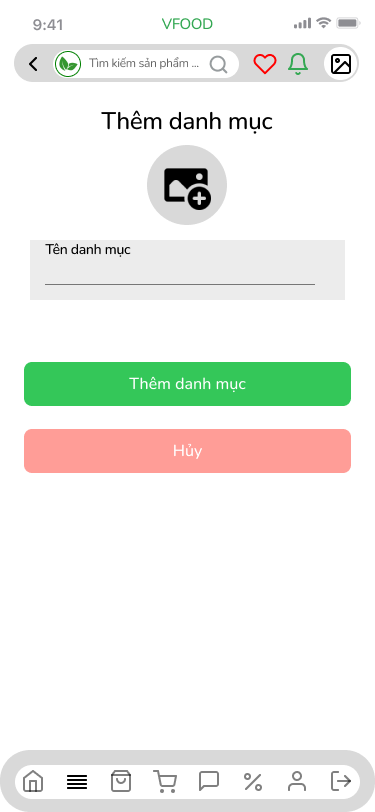 9:41
VFOOD
Tìm kiếm sản phẩm ...
Thêm danh mục
Tên danh mục
Thêm danh mục
Hủy